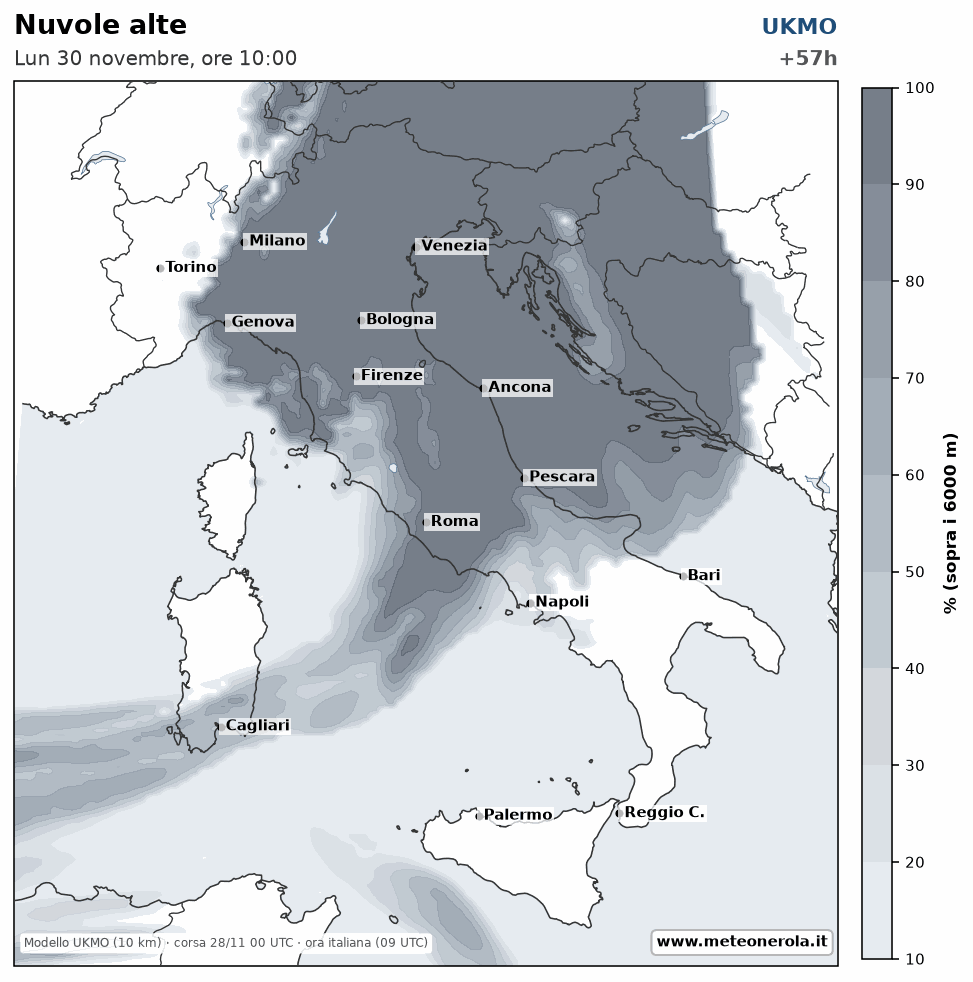 Nuvole alte
UKMO
Lun 30 novembre, ore 10:00
+57h
Milano
Venezia
Torino
Genova
Bologna
Firenze
Ancona
Pescara
Roma
Bari
Napoli
Cagliari
Palermo
Reggio C.
Modello UKMO (10 km) · corsa 28/11 00 UTC · ora italiana (09 UTC)
www.meteonerola.it
100
90
80
70
60
50
40
30
20
10
% (sopra i 6000 m)